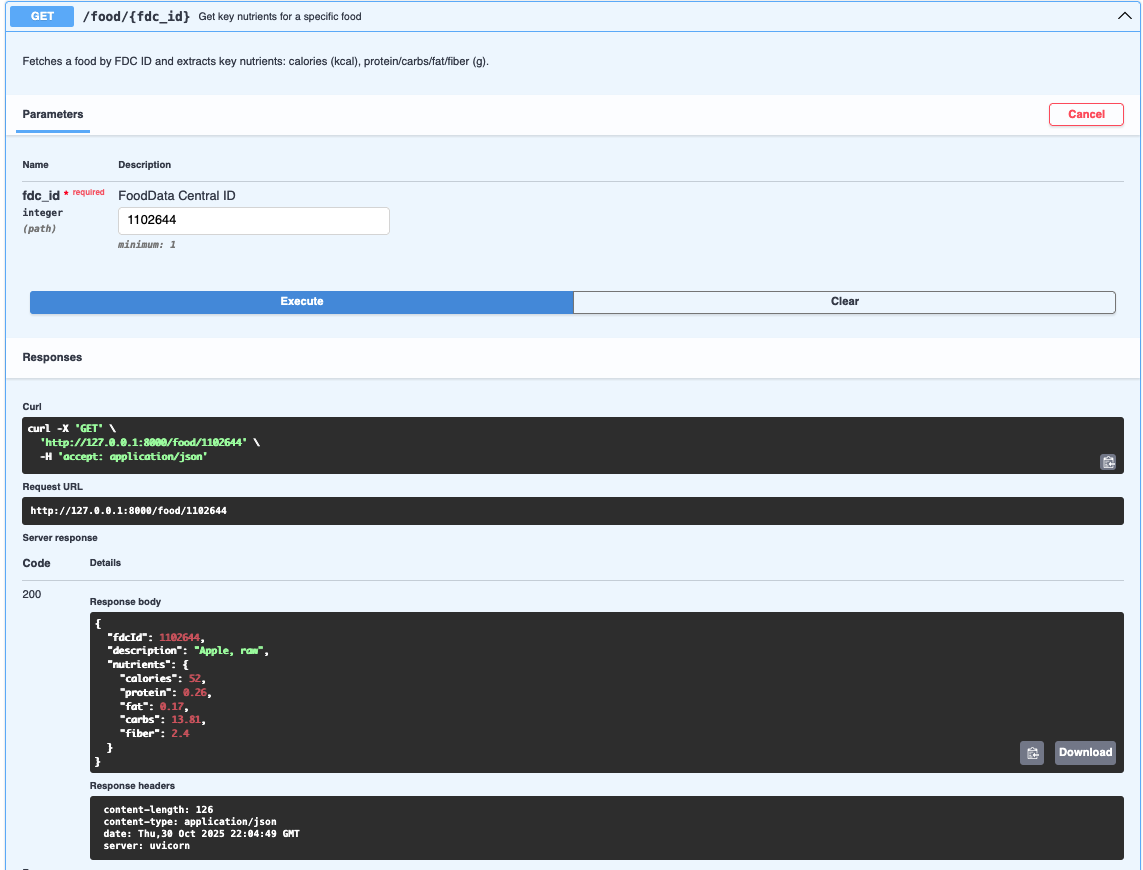 GET /food/{fdc_id} Get key nutrients for a specific food
Fetches a food by FDC ID and extracts key nutrients: calories (kcal), protein/carbs/fat/fiber (g).
Parameters
Cancel
Name Description
fdc_id * required FoodData Central ID
integer
1102644
(path)
minimum: 1
Execute Clear
Responses
Curl
curl -X 'GET' \
'http://127.0.0.1:8000/food/1102644' \
-H 'accept: application/json'
Request URL
http://127.0.0.1:8000/food/1102644
Server response
Code Details
200
Response body
{
"fdcId": 1102644,
"description": "Apple, raw",
"nutrients": {
"calories": 52,
"protein": 0.26,
"fat": 0.17,
"carbs": 13.81,
"fiber": 2.4
}
}
Download
Response headers
content-length: 126
content-type: application/json
date: Thu,30 Oct 2025 22:04:49 GMT
server: uvicorn